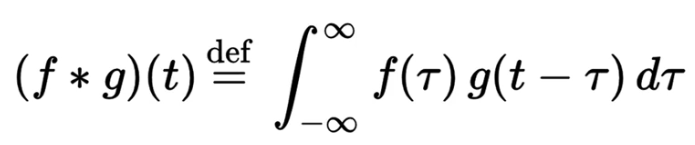 (f ∗ g)(t) ≝ ∫_{-∞}^{∞} f(τ) g(t − τ) dτ